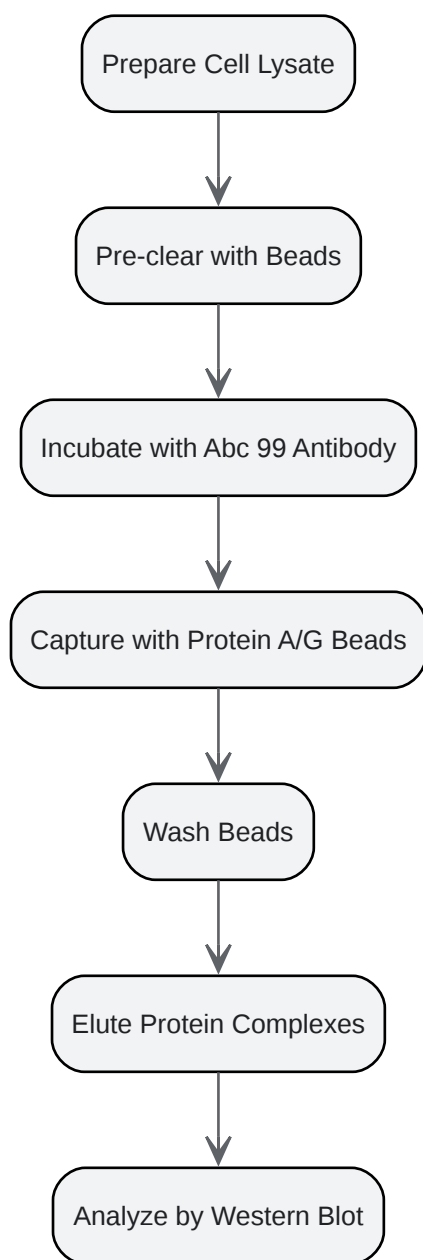 Prepare Cell Lysate
Pre-clear with Beads
Incubate with Abc 99 Antibody
Capture with Protein A/G Beads
Wash Beads
Elute Protein Complexes
Analyze by Western Blot